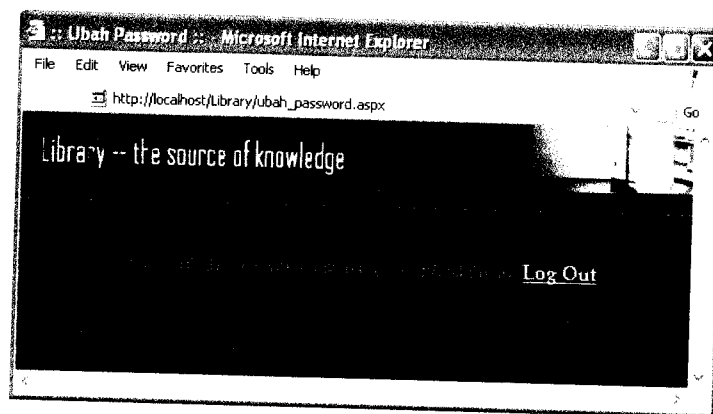 :: Ubah Password :: - Microsoft Internet Explorer
File Edit View Favorites Tools Help
http://localhost/Library/ubah_password.aspx
Go
Library -- the source of knowledge
Log Out